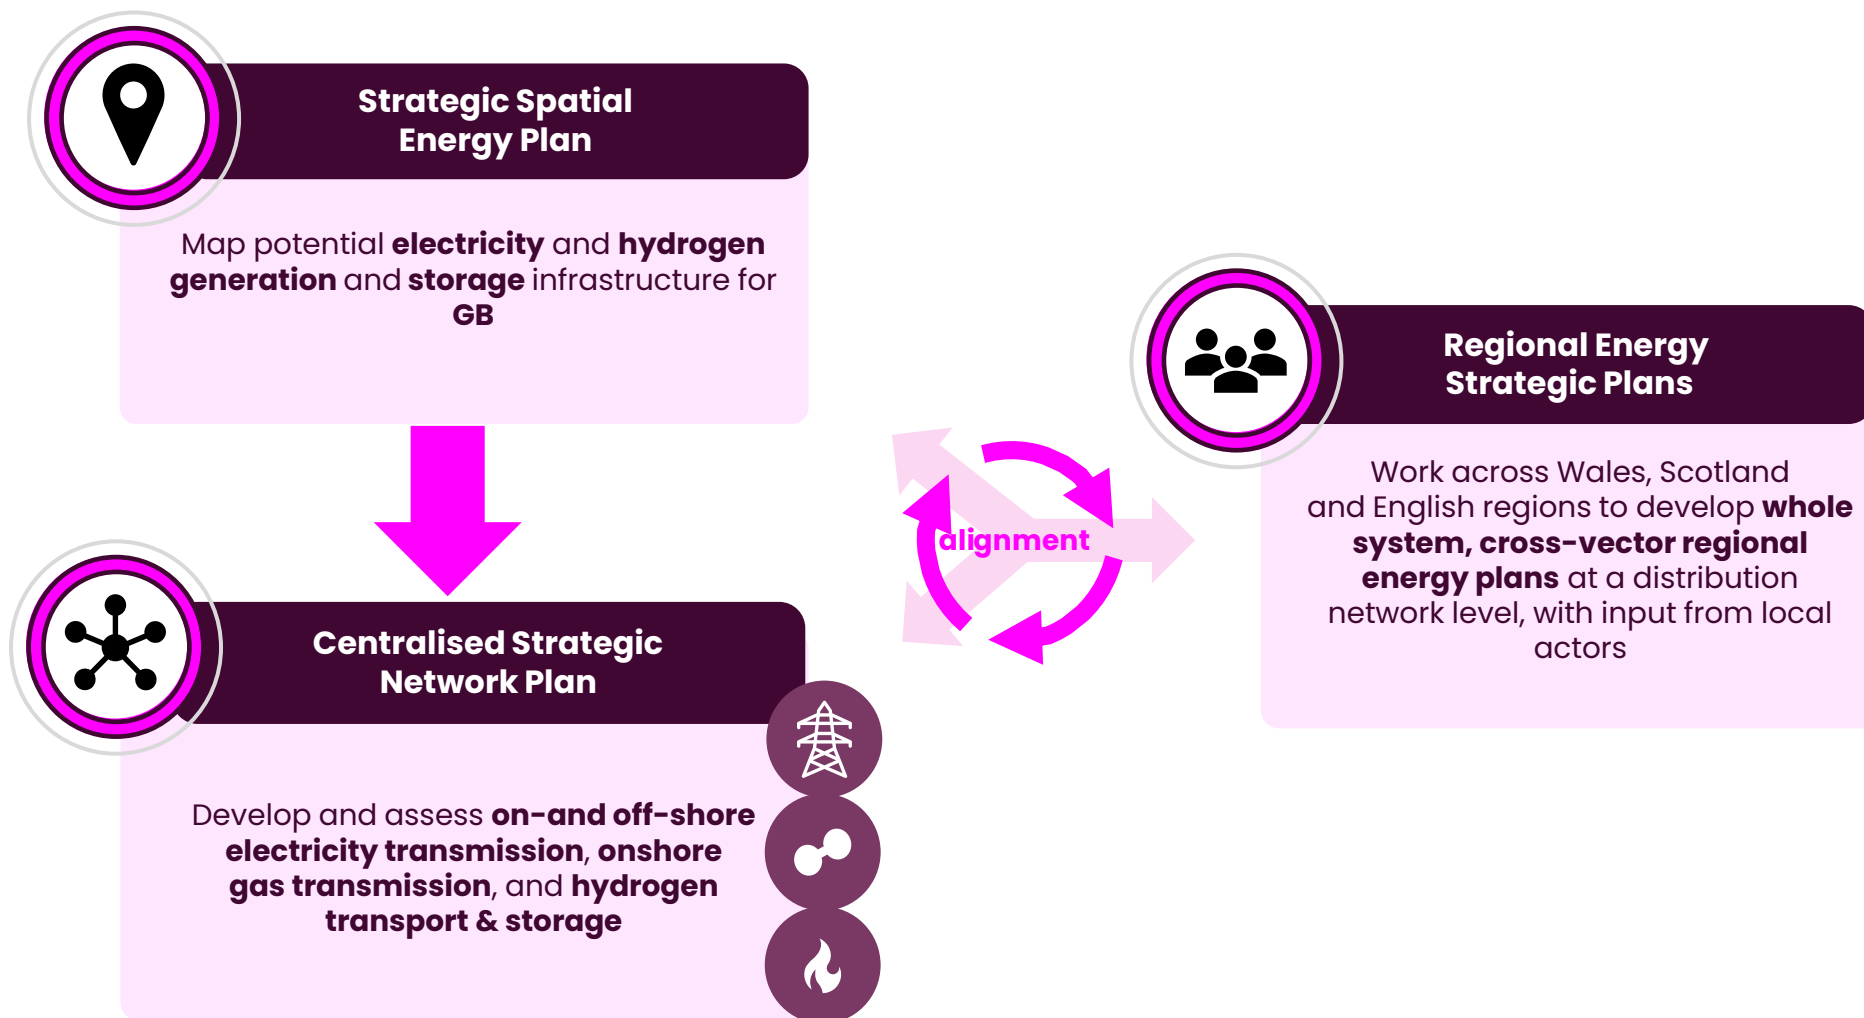 Strategic Spatial
Energy Plan
Map potential electricity and hydrogen
generation and storage infrastructure for
GB
Centralised Strategic
Network Plan
Develop and assess on-and off-shore
electricity transmission, onshore
gas transmission, and hydrogen
transport & storage
alignment
Regional Energy
Strategic Plans
Work across Wales, Scotland
and English regions to develop whole
system, cross-vector regional
energy plans at a distribution
network level, with input from local
actors